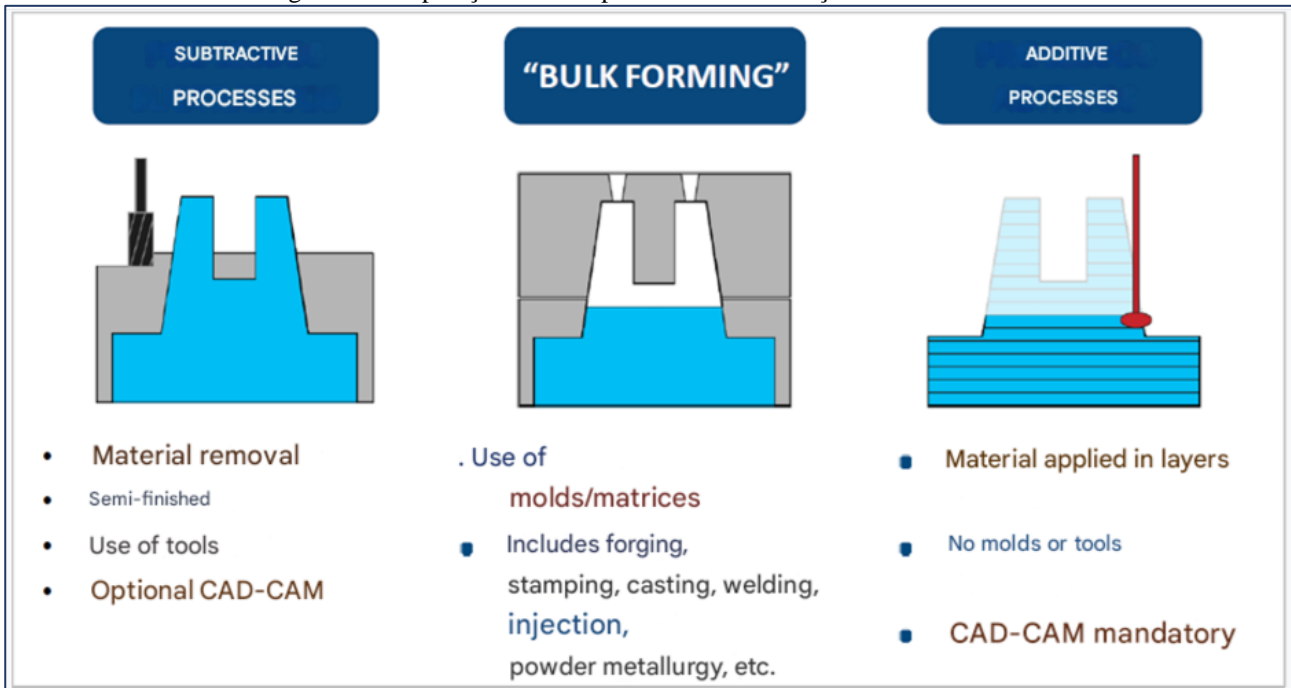 SUBTRACTIVE
PROCESSES
“BULK FORMING”
ADDITIVE
PROCESSES
• Material removal
• Semi-finished
• Use of tools
• Optional CAD-CAM
. Use of
molds/matrices
▪ Includes forging,
stamping, casting, welding,
injection,
powder metallurgy, etc.
▪ Material applied in layers
▪ No molds or tools
▪ CAD-CAM mandatory